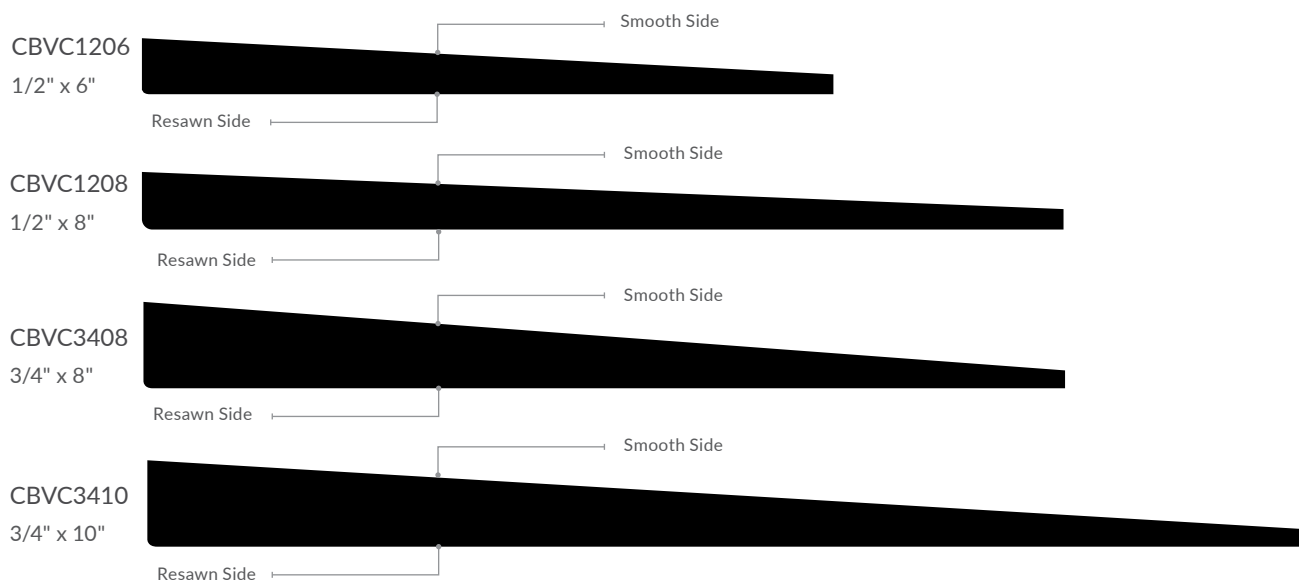 Smooth Side
CBVC1206
1/2" x 6"
Resawn Side
Smooth Side
CBVC1208
1/2" x 8"
Resawn Side
Smooth Side
CBVC3408
3/4" x 8"
Resawn Side
Smooth Side
CBVC3410
3/4" x 10"
Resawn Side